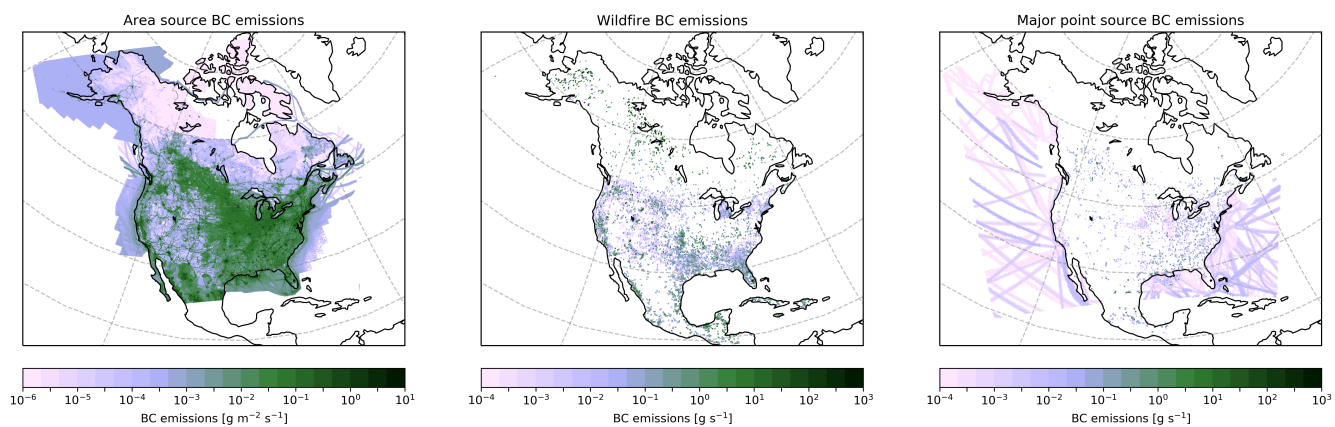 Area source BC emissions
Wildfire BC emissions
Major point source BC emissions
10⁻⁶ 10⁻⁵ 10⁻⁴ 10⁻³ 10⁻² 10⁻¹ 10⁰ 10¹
BC emissions [g m⁻² s⁻¹]
10⁻⁴ 10⁻³ 10⁻² 10⁻¹ 10⁰ 10¹ 10² 10³
BC emissions [g s⁻¹]
10⁻⁴ 10⁻³ 10⁻² 10⁻¹ 10⁰ 10¹ 10² 10³
BC emissions [g s⁻¹]